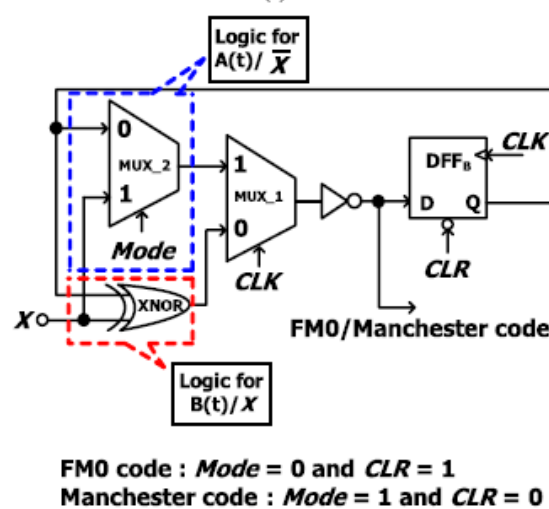 Logic for
A(t)/ X̅
0
MUX_2
1
Mode
1
MUX_1
0
CLK
CLK
DFFB
D Q
CLR
X
XNOR
FM0/Manchester code
Logic for
B(t)/X
FM0 code : Mode = 0 and CLR = 1
Manchester code : Mode = 1 and CLR = 0